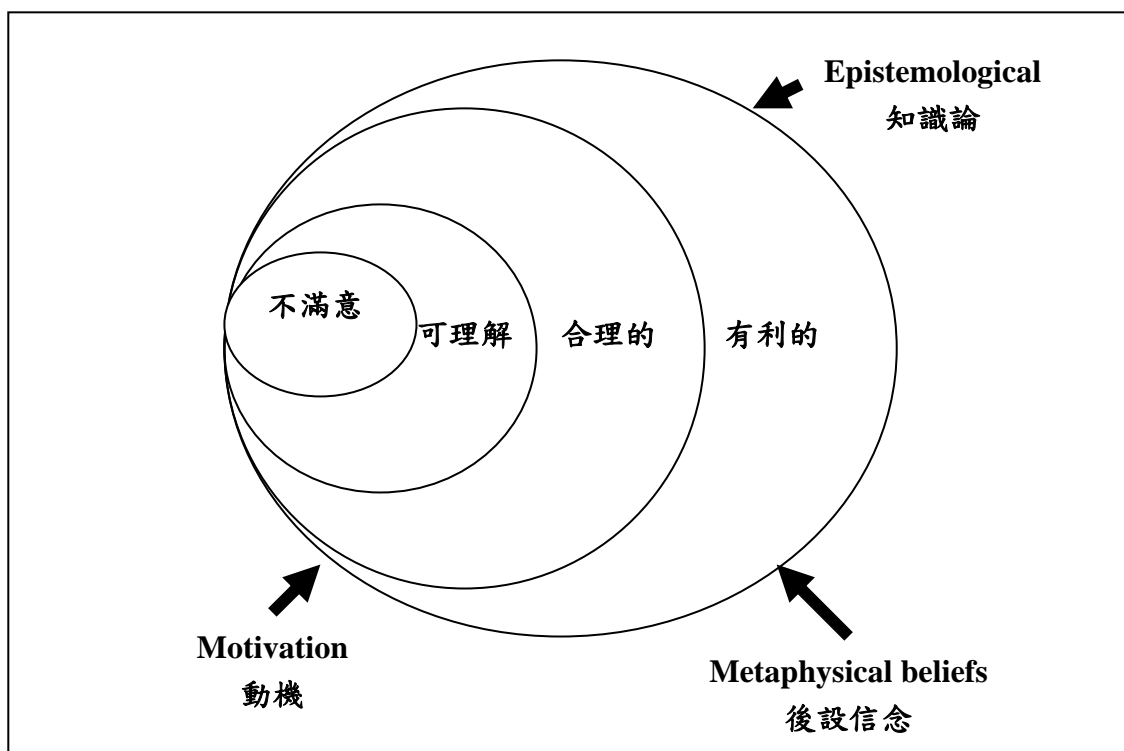 Epistemological
知識論
不滿意
可理解
合理的
有利的
Motivation
動機
Metaphysical beliefs
後設信念